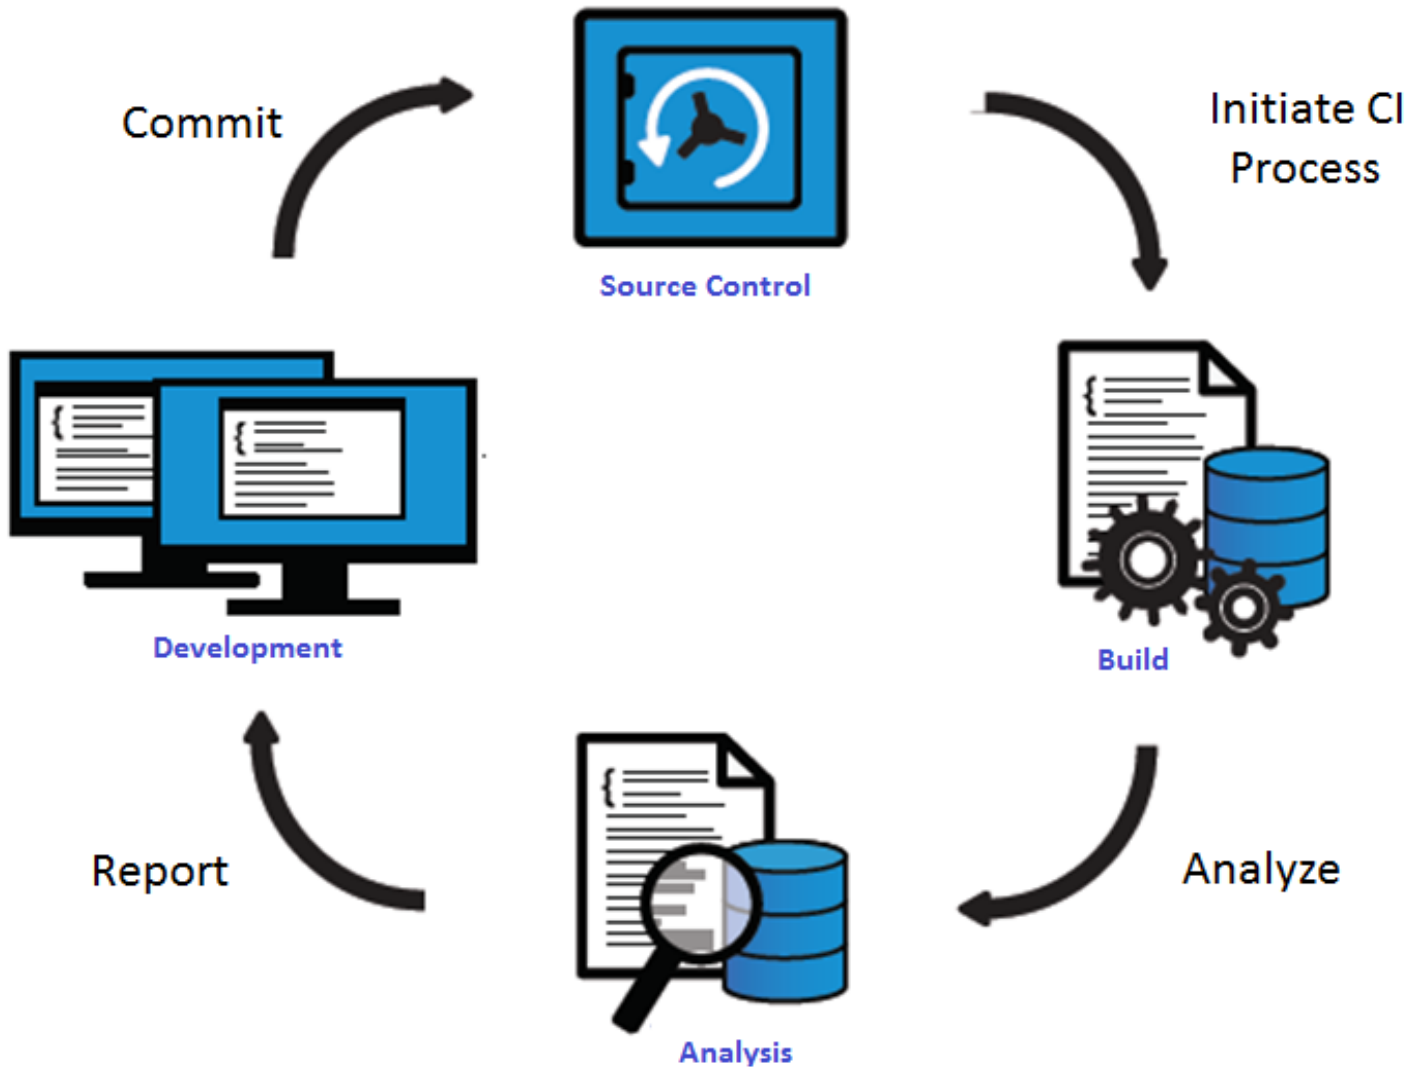 Commit
Initiate CI
Process
Source Control
Development
Build
Report
Analyze
Analysis